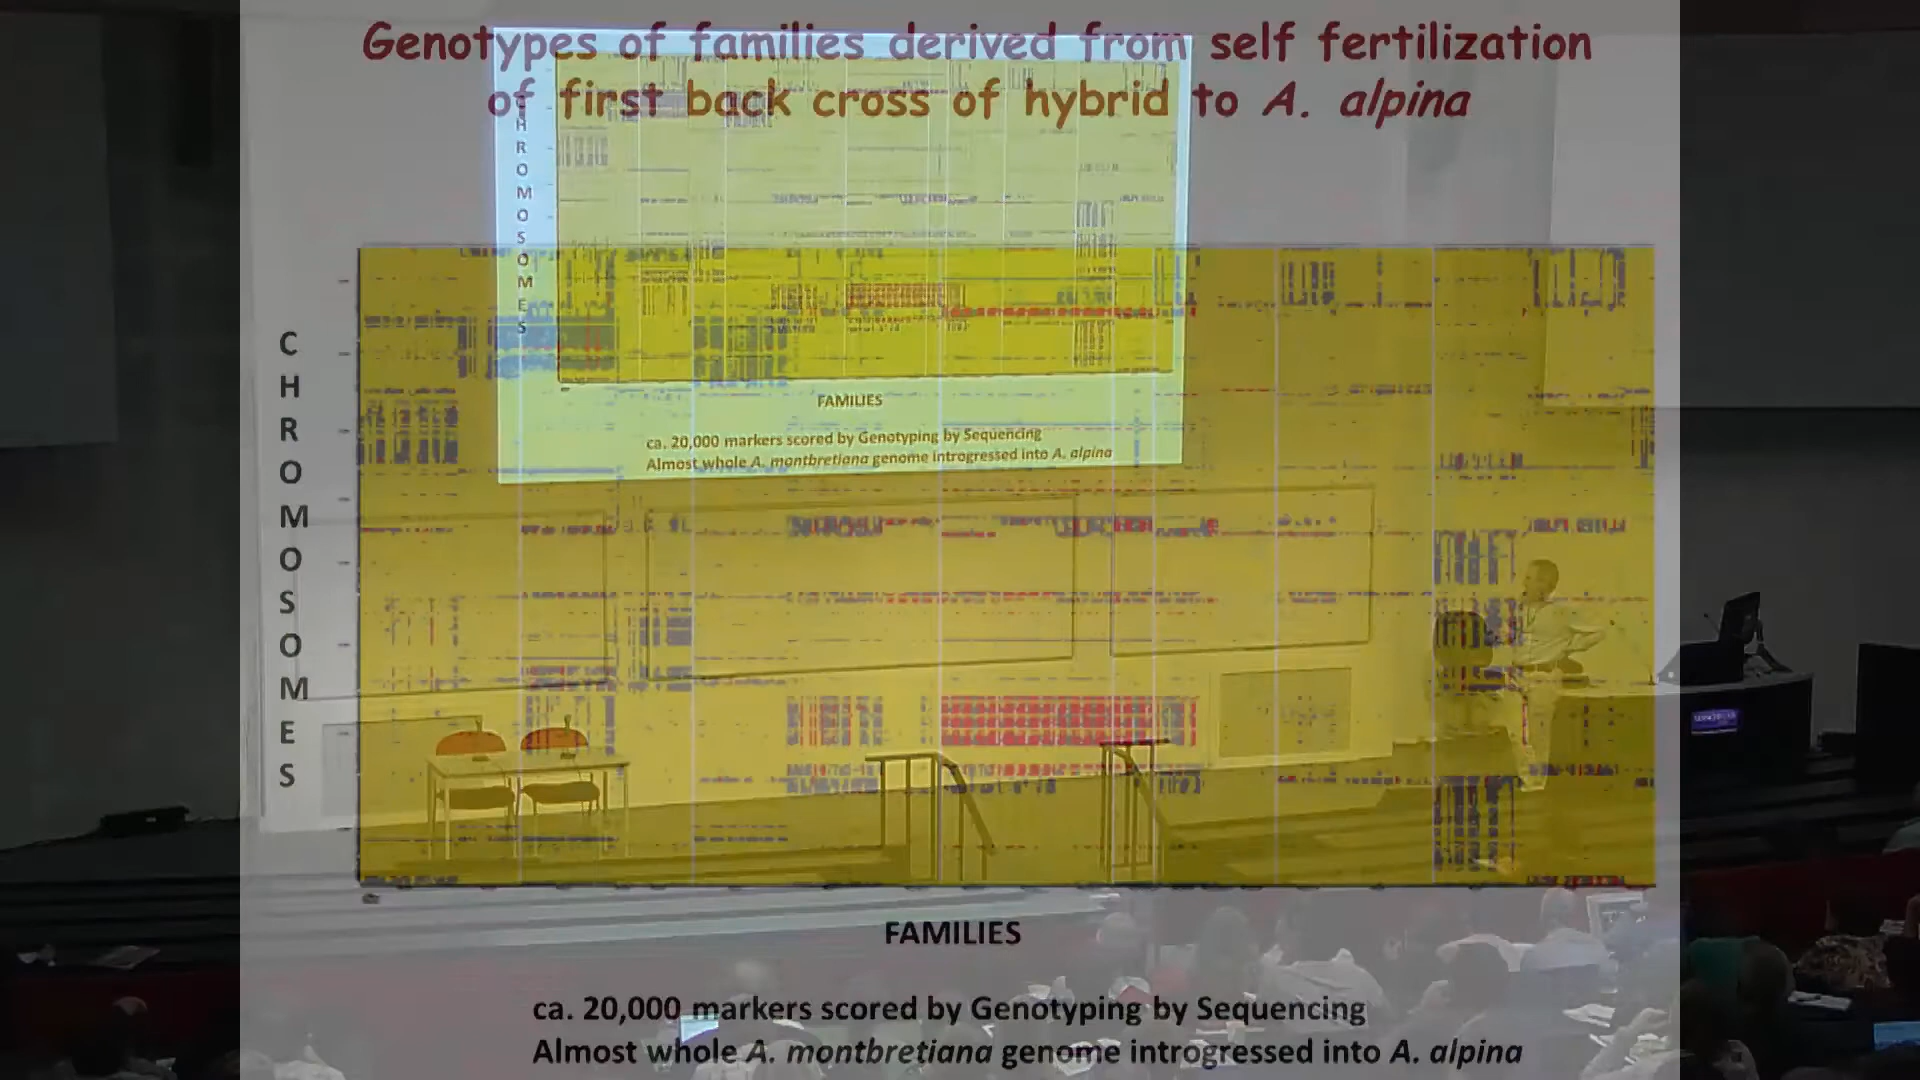 Genotypes of families derived from self fertilization
of first back cross of hybrid to A. alpina
CHROMOSOMES
FAMILIES
ca. 20,000 markers scored by Genotyping by Sequencing
Almost whole A. montbretiana genome introgressed into A. alpina
HROMOSOMES
FAMILIES
ca. 20,000 markers scored by Genotyping by Sequencing
Almost whole A. montbretiana genome introgressed into A. alpina